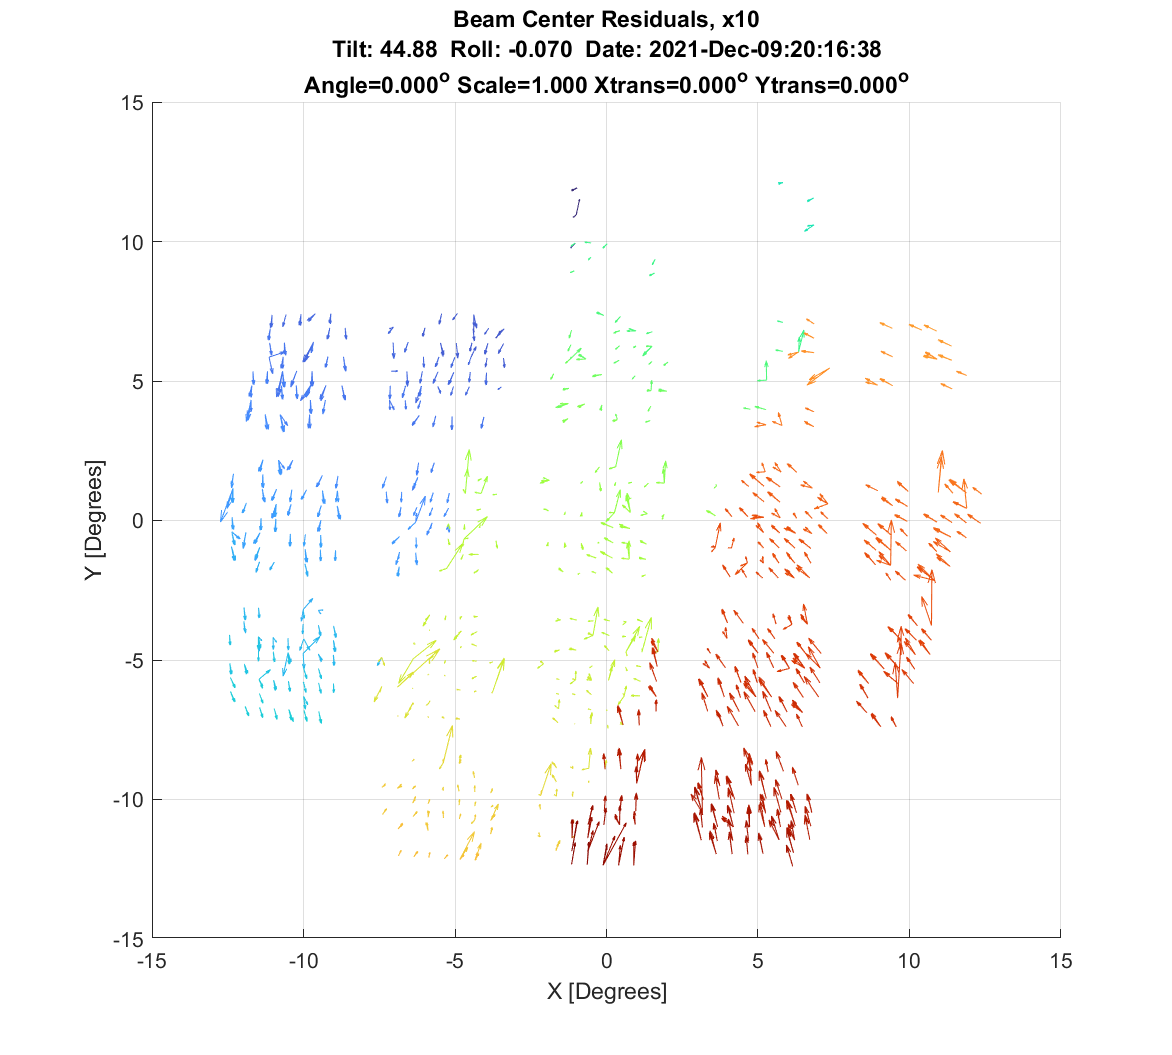 Beam Center Residuals, x10
Tilt: 44.88 Roll: -0.070 Date: 2021-Dec-09:20:16:38
Angle=0.000° Scale=1.000 Xtrans=0.000° Ytrans=0.000°
15
10
5
0
-5
-10
-15
Y [Degrees]
-15 -10 -5 0 5 10 15
X [Degrees]